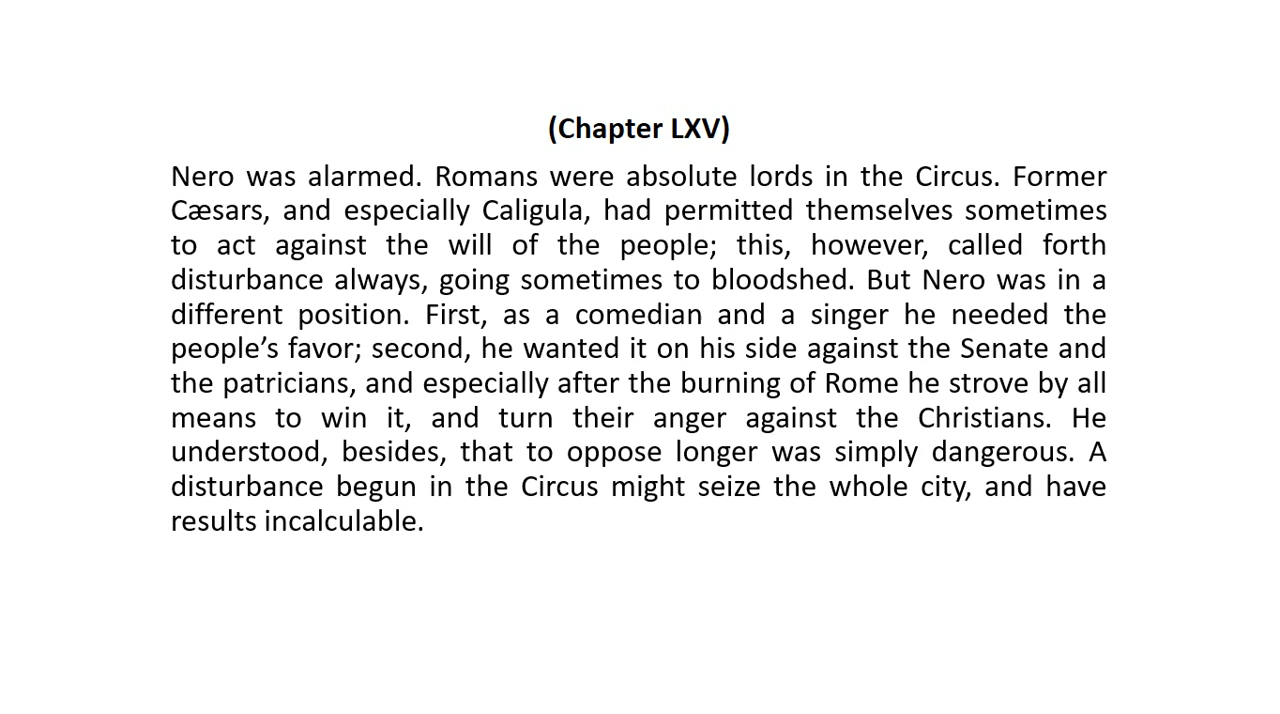 (Chapter LXV)
Nero was alarmed. Romans were absolute lords in the Circus. Former
Cæsars, and especially Caligula, had permitted themselves sometimes
to act against the will of the people; this, however, called forth
disturbance always, going sometimes to bloodshed. But Nero was in a
different position. First, as a comedian and a singer he needed the
people’s favor; second, he wanted it on his side against the Senate and
the patricians, and especially after the burning of Rome he strove by all
means to win it, and turn their anger against the Christians. He
understood, besides, that to oppose longer was simply dangerous. A
disturbance begun in the Circus might seize the whole city, and have
results incalculable.